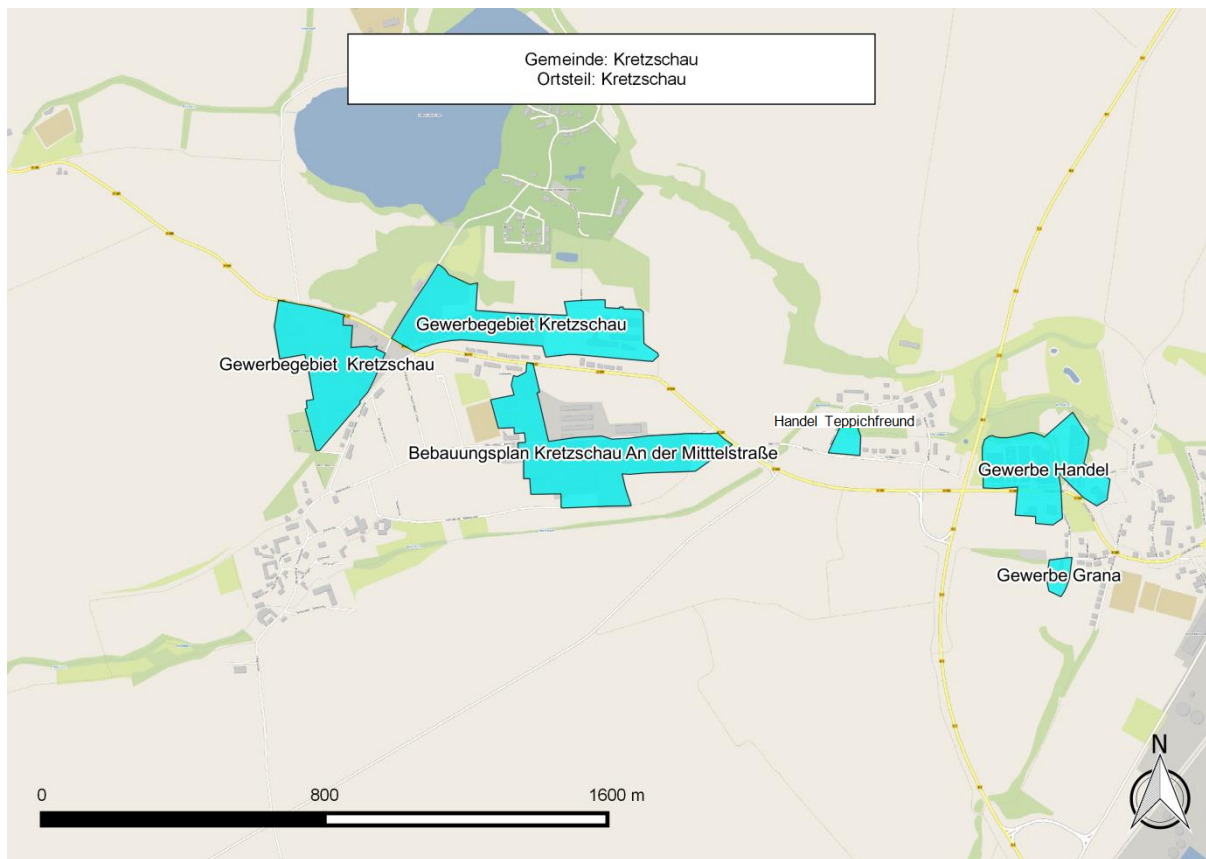 Gemeinde: Kretzschau
Ortsteil: Kretzschau
Gewerbegebiet Kretzschau
Gewerbegebiet Kretzschau
Handel Teppichfreund
Bebauungsplan Kretzschau An der Mitttelstraße
Gewerbe Handel
Gewerbe Grana
N
0 800 1600 m